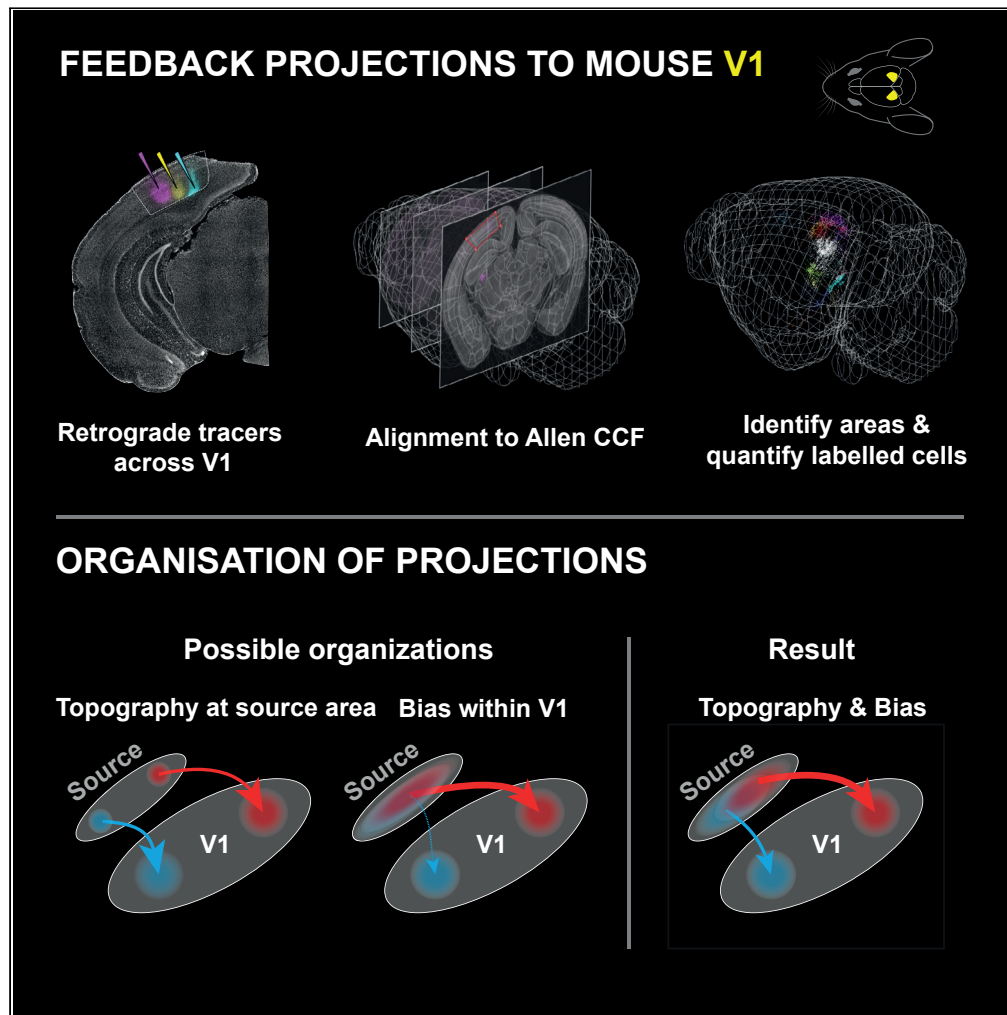 FEEDBACK PROJECTIONS TO MOUSE V1
Retrograde tracers
across V1
Alignment to Allen CCF
Identify areas &
quantify labelled cells
ORGANISATION OF PROJECTIONS
Possible organizations
Result
Topography at source area
Bias within V1
Topography & Bias
Source
V1
Source
V1
Source
V1